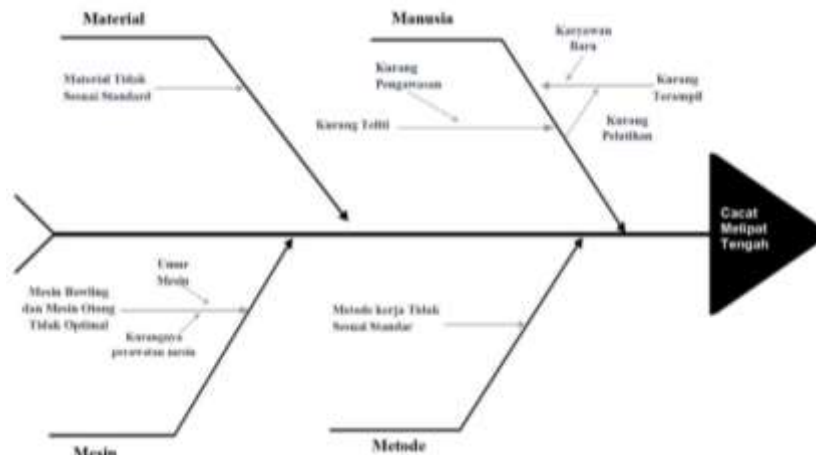 Material
Manusia
Karyawan
Baru
Kurang
Pengawasan
Kurang
Terampil
Material Tidak
Sesuai Standard
Kurang Teliti
Kurang
Pelatihan
Cacat
Melipat
Tengah
Umur
Mesin
Mesin Bowling
dan Mesin Otong
Tidak Optimal
Kurangnya
perawatan mesin
Metode kerja Tidak
Sesuai Standar
Mesin
Metode